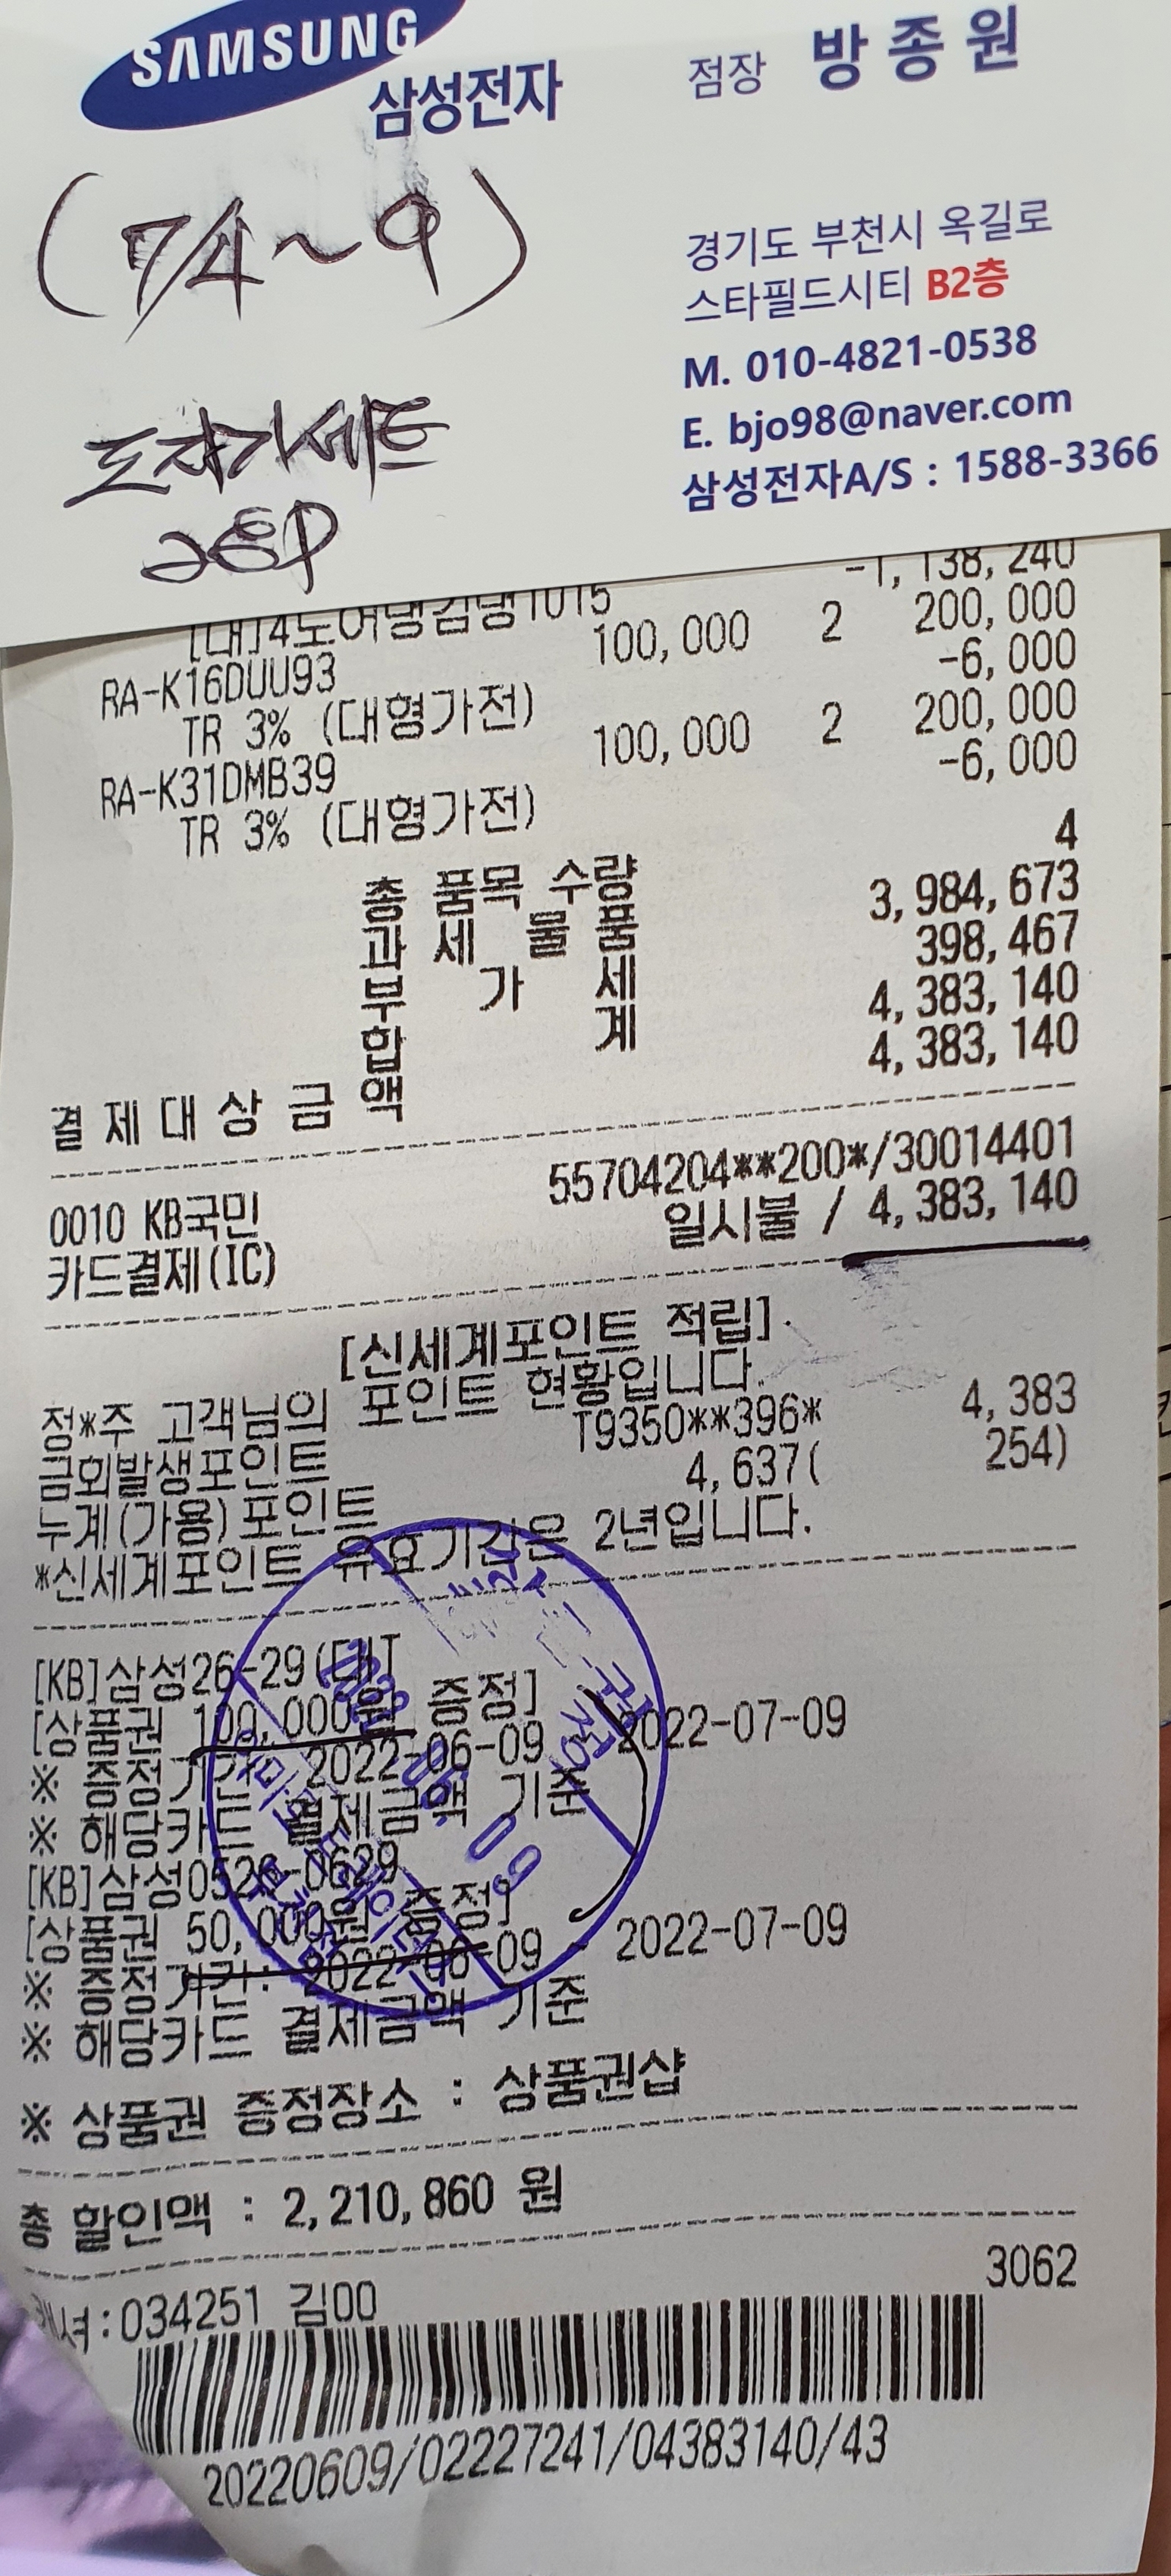 SAMSUNG
삼성전자
점장 방종원
(7/4~9)
경기도 부천시 옥길로
스타필드시티 B2층
M. 010-4821-0538
E. bjo98@naver.com
삼성전자A/S : 1588-3366
도자기세트
-1,138,240
[대]4도어냉김냉1015
RA-K16DUU93 100,000 2 200,000
TR 3% (대형가전) -6,000
RA-K31DMB39 100,000 2 200,000
TR 3% (대형가전) -6,000
총 품목 수량 4
과 세 물 품 3,984,673
부 가 세 398,467
합 계 4,383,140
결 제 대 상 금 액 4,383,140
0010 KB국민 55704204**200*/30014401
카드결제(IC) 일시불 / 4,383,140
[신세계포인트 적립]
정*주 고객님의 포인트 현황입니다.
금회발생포인트 T9350**396* 4,383
누계(가용)포인트 4,637( 254)
*신세계포인트 유효기간은 2년입니다.
[KB]삼성26-29(대T
[상품권 100,000원 증정]
※ 증정기간: 2022-06-09 - 2022-07-09
※ 해당카드 결제금액 기준
[KB]삼성0526-0629
[상품권 50,000원 증정]
※ 증정기간: 2022-06-09 - 2022-07-09
※ 해당카드 결제금액 기준
※ 상품권 증정장소 : 상품권샵
총 할인액 : 2,210,860 원
캐셔:034251 김00 3062
20220609/02227241/04383140/43